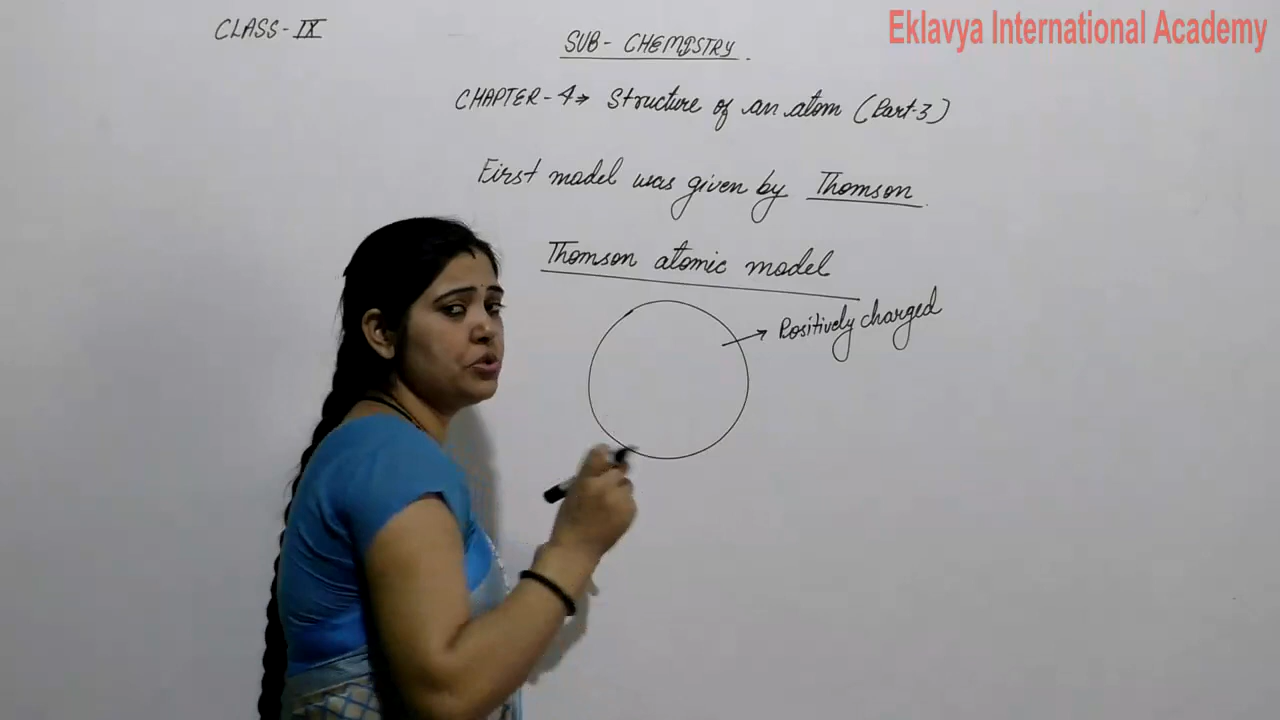 CLASS-IX
Eklavya International Academy
SUB- CHEMISTRY.
CHAPTER-4→ Structure of an atom (Part-3)
First model was given by Thomson.
Thomson atomic model
→ Positively charged